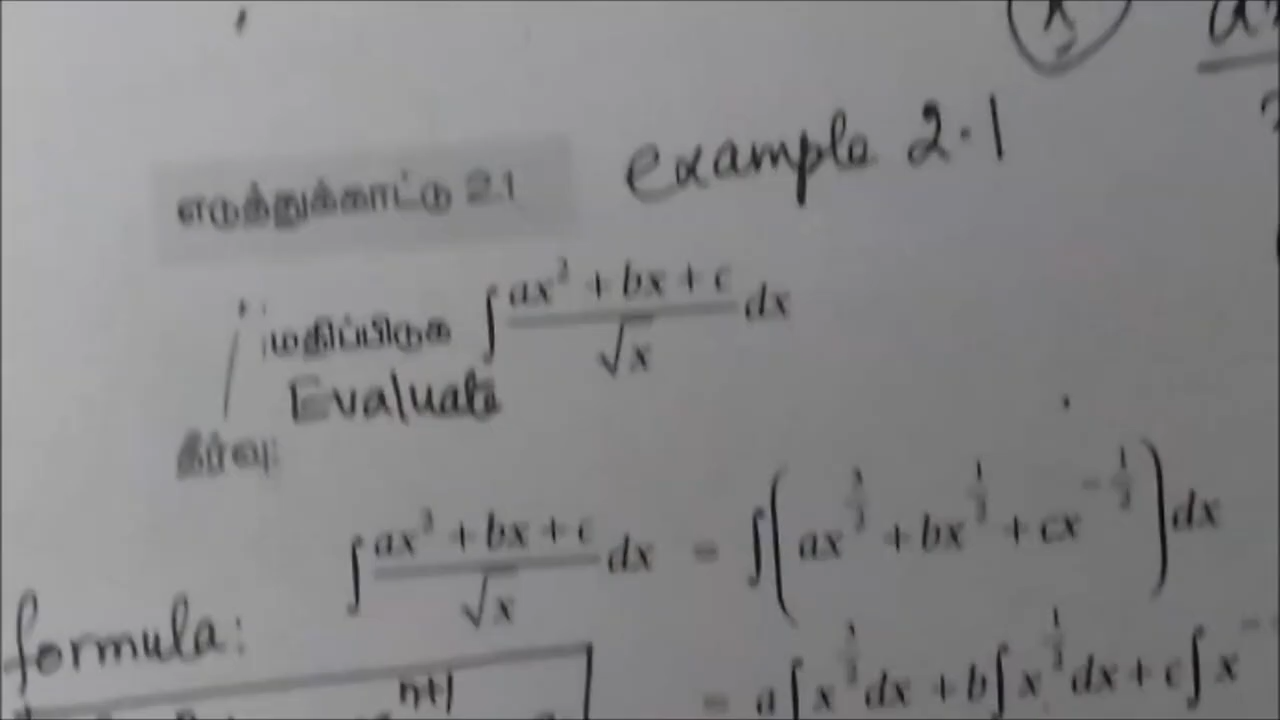 எடுத்துக்காட்டு 2.1 example 2.1
மதிப்பிடுக ∫ (ax² + bx + c)/√x dx
Evaluate
தீர்வு:
∫ (ax² + bx + c)/√x dx = ∫ (ax^(3/2) + bx^(1/2) + cx^(-1/2)) dx
formula:
= a∫x^(3/2) dx + b∫x^(1/2) dx + c∫x
n+1